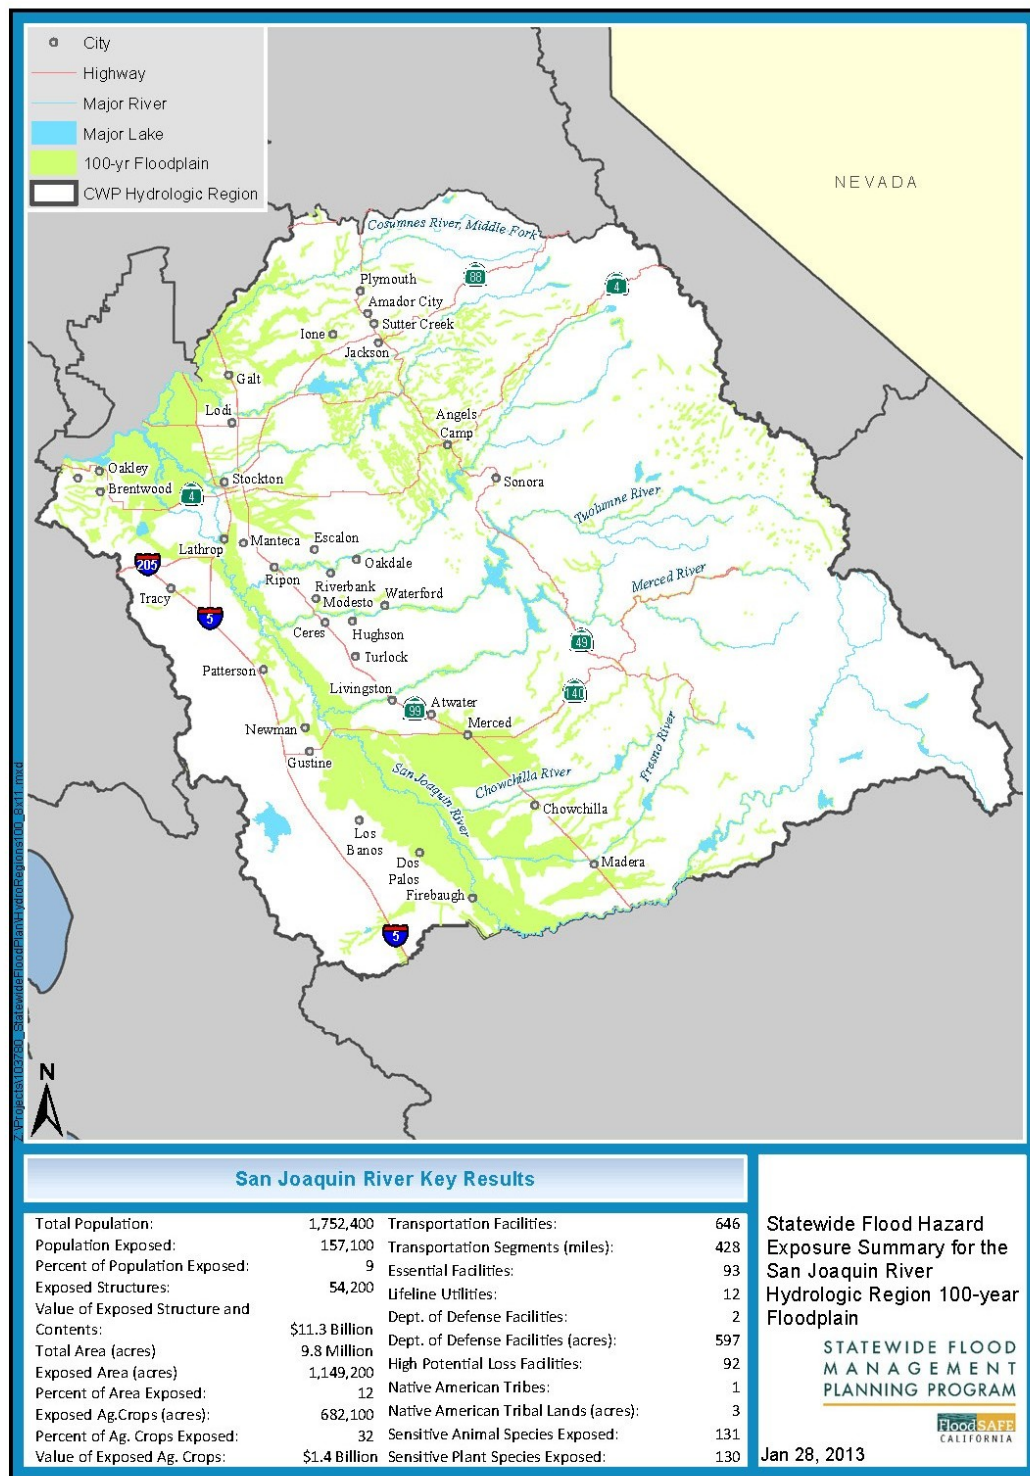 City
Highway
Major River
Major Lake
100-yr Floodplain
CWP Hydrologic Region
NEVADA
Cosumnes River, Middle Fork
88
4
Plymouth
Amador City
Sutter Creek
Ione
Jackson
Galt
Lodi
Angels
Camp
Oakley
Brentwood
4
Stockton
Sonora
Twolumne River
Lathrop
Manteca
Escalon
Oakdale
205
Ripon
Riverbank
Merced River
Tracy
Modesto
Waterford
5
Ceres
Hughson
49
Turlock
Patterson
Livingston
140
99
Atwater
Newman
Merced
Gustine
Fresno River
San Joaquin River
Chowchilla River
Chowchilla
Los
Banos
Dos
Palos
Madera
Firebaugh
5
N
Z:\Projects\103780_StatewideFloodPlan\HydroRegions100_8x11.mxd
San Joaquin River Key Results
Total Population: 1,752,400
Population Exposed: 157,100
Percent of Population Exposed: 9
Exposed Structures: 54,200
Value of Exposed Structure and
Contents: $11.3 Billion
Total Area (acres) 9.8 Million
Exposed Area (acres) 1,149,200
Percent of Area Exposed: 12
Exposed Ag.Crops (acres): 682,100
Percent of Ag. Crops Exposed: 32
Value of Exposed Ag. Crops: $1.4 Billion
Transportation Facilities: 646
Transportation Segments (miles): 428
Essential Facilities: 93
Lifeline Utilities: 12
Dept. of Defense Facilities: 2
Dept. of Defense Facilities (acres): 597
High Potential Loss Facilities: 92
Native American Tribes: 1
Native American Tribal Lands (acres): 3
Sensitive Animal Species Exposed: 131
Sensitive Plant Species Exposed: 130
Statewide Flood Hazard
Exposure Summary for the
San Joaquin River
Hydrologic Region 100-year
Floodplain
STATEWIDE FLOOD
MANAGEMENT
PLANNING PROGRAM
FloodSAFE
CALIFORNIA
Jan 28, 2013